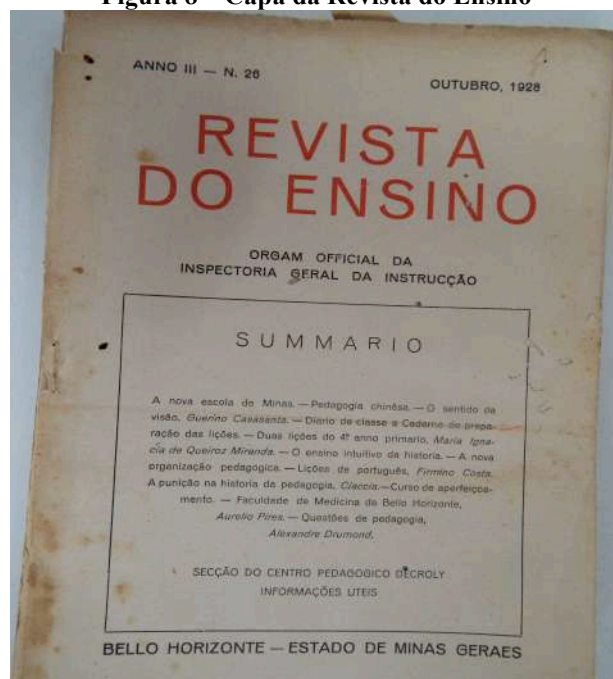 Figura 8 – Capa da Revista do Ensino
ANNO III — N. 26
OUTUBRO, 1928
REVISTA
DO ENSINO
ORGAM OFFICIAL DA
INSPECTORIA GERAL DA INSTRUCÇÃO
SUMMARIO
A nova escola de Minas. — Pedagogia chinêsa. — O sentido da
visão, Guerino Casasanta. — Diario de classe e Caderno de prepa-
ração das lições. — Duas lições do 4º anno primario, Maria Igna-
cia de Queiroz Miranda. — O ensino intuitivo da historia. — A nova
organização pedagogica. — Lições de português, Firmino Costa.
A punição na historia da pedagogia, Claccia. — Curso de aperfeiçoa-
mento. — Faculdade de Medicina de Bello Horizonte,
Aurelio Pires. — Questões de pedagogia,
Alexandre Drumond.
SECÇÃO DO CENTRO PEDAGOGICO DECROLY
INFORMAÇÕES UTEIS
BELLO HORIZONTE — ESTADO DE MINAS GERAES